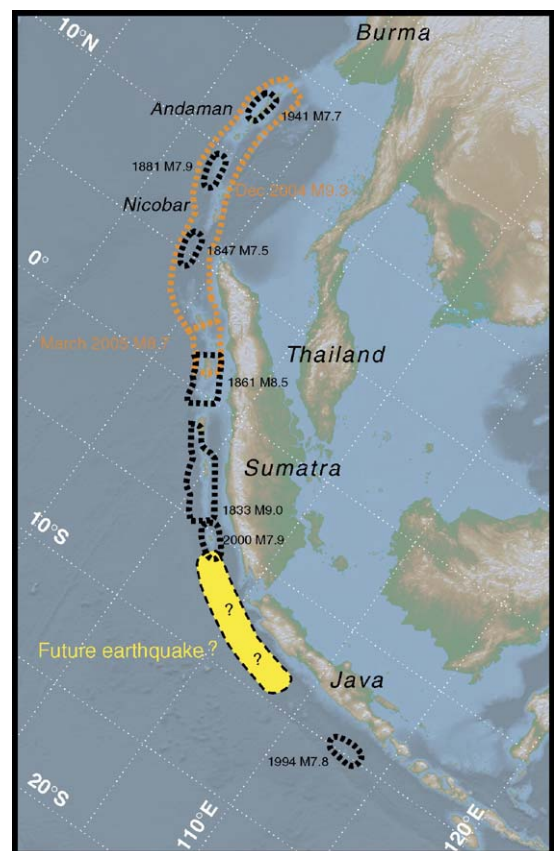 10°N
Burma
Andaman
1941 M7.7
1881 M7.9
Dec 2004 M9.3
Nicobar
1847 M7.5
0°
March 2005 M8.7
Thailand
1861 M8.5
Sumatra
1833 M9.0
10°S
2000 M7.9
?
Future earthquake ?
?
Java
1994 M7.8
20°S
110°E
120°E